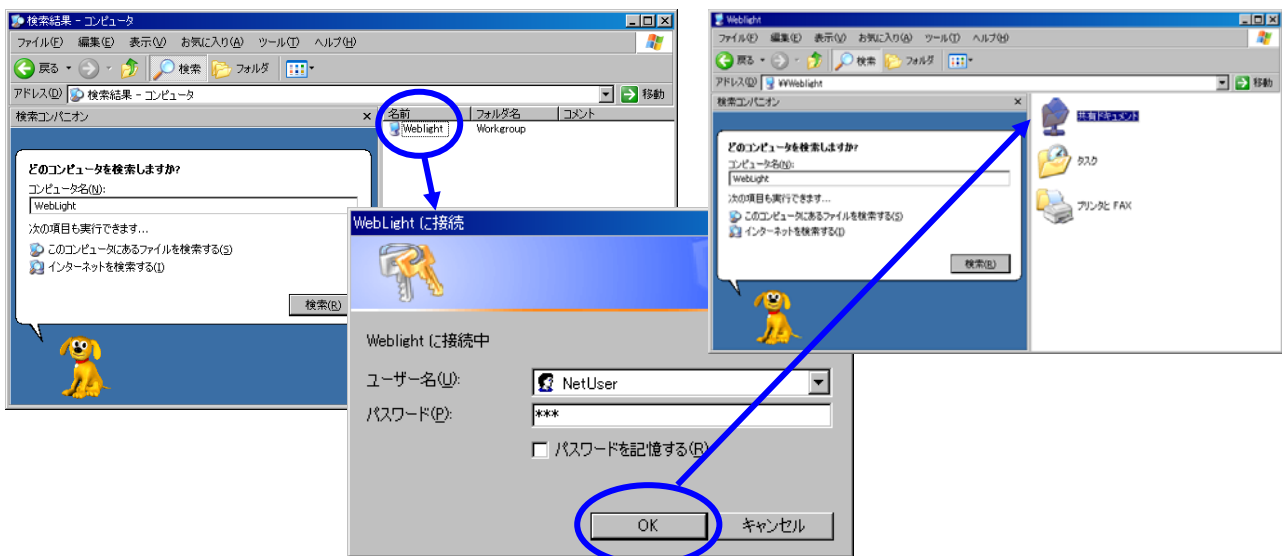 検索結果 - コンピュータ
ファイル(F) 編集(E) 表示(V) お気に入り(A) ツール(T) ヘルプ(H)
戻る 検索 フォルダ
アドレス(D) 検索結果 - コンピュータ 移動
検索コンパニオン
名前 フォルダ名 コメント
Weblight Workgroup
どのコンピュータを検索しますか?
コンピュータ名(N):
WebLight
次の項目も実行できます...
このコンピュータにあるファイルを検索する(S)
インターネットを検索する(I)
検索(R)
WebLight に接続
Weblight に接続中
ユーザー名(U): NetUser
パスワード(P): ***
パスワードを記憶する(R)
OK キャンセル
Weblight
ファイル(F) 編集(E) 表示(V) お気に入り(A) ツール(T) ヘルプ(H)
戻る 検索 フォルダ
アドレス(D) ¥¥Weblight 移動
検索コンパニオン
どのコンピュータを検索しますか?
コンピュータ名(N):
WebLight
次の項目も実行できます...
このコンピュータにあるファイルを検索する(S)
インターネットを検索する(I)
検索(R)
共有ドキュメント
タスク
プリンタと FAX